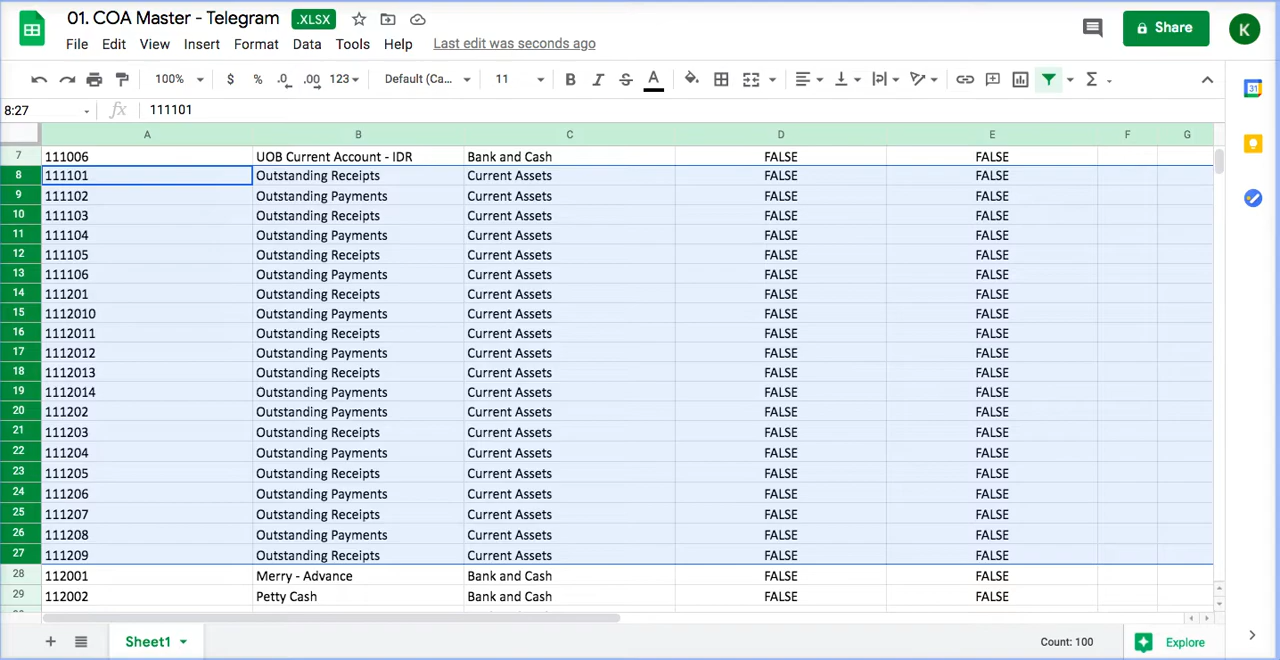 01. COA Master - Telegram .XLSX
File Edit View Insert Format Data Tools Help Last edit was seconds ago
Share
K
100% $ % .0 .00 123 Default (Ca... 11 B I S A Σ
31
8:27 fx 111101
A B C D E F G
7 111006 UOB Current Account - IDR Bank and Cash FALSE FALSE
8 111101 Outstanding Receipts Current Assets FALSE FALSE
9 111102 Outstanding Payments Current Assets FALSE FALSE
10 111103 Outstanding Receipts Current Assets FALSE FALSE
11 111104 Outstanding Payments Current Assets FALSE FALSE
12 111105 Outstanding Receipts Current Assets FALSE FALSE
13 111106 Outstanding Payments Current Assets FALSE FALSE
14 111201 Outstanding Receipts Current Assets FALSE FALSE
15 1112010 Outstanding Payments Current Assets FALSE FALSE
16 1112011 Outstanding Receipts Current Assets FALSE FALSE
17 1112012 Outstanding Payments Current Assets FALSE FALSE
18 1112013 Outstanding Receipts Current Assets FALSE FALSE
19 1112014 Outstanding Payments Current Assets FALSE FALSE
20 111202 Outstanding Payments Current Assets FALSE FALSE
21 111203 Outstanding Receipts Current Assets FALSE FALSE
22 111204 Outstanding Payments Current Assets FALSE FALSE
23 111205 Outstanding Receipts Current Assets FALSE FALSE
24 111206 Outstanding Payments Current Assets FALSE FALSE
25 111207 Outstanding Receipts Current Assets FALSE FALSE
26 111208 Outstanding Payments Current Assets FALSE FALSE
27 111209 Outstanding Receipts Current Assets FALSE FALSE
28 112001 Merry - Advance Bank and Cash FALSE FALSE
29 112002 Petty Cash Bank and Cash FALSE FALSE
+ Sheet1 Count: 100 Explore